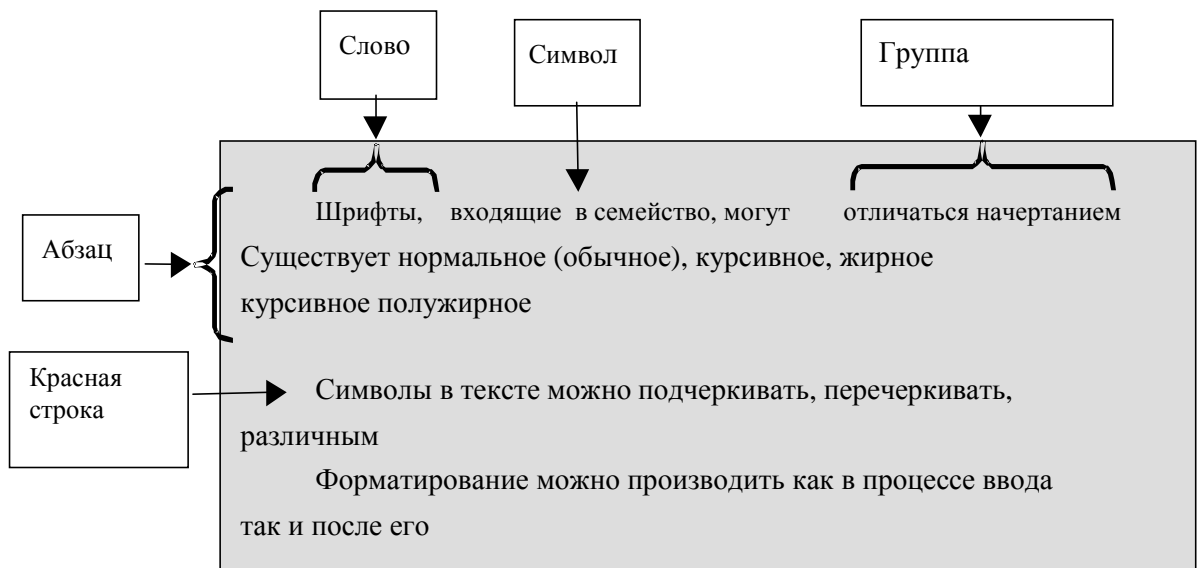 Слово
Символ
Группа
Шрифты, входящие в семейство, могут отличаться начертанием
Абзац
Существует нормальное (обычное), курсивное, жирное
курсивное полужирное
Красная
строка
Символы в тексте можно подчеркивать, перечеркивать,
различным
Форматирование можно производить как в процессе ввода
так и после его